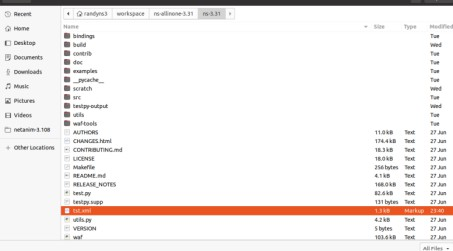 Recent
Home
Desktop
Documents
Downloads
Music
Pictures
Videos
netanim-3.108
+ Other Locations
randyns3 workspace ns-allinone-3.31 ns-3.31
Name Size Type Modified
bindings Tue
build Wed
contrib Tue
doc Tue
examples Tue
__pycache__ Tue
scratch Wed
src Tue
testpy-output Wed
utils Tue
waf-tools Tue
AUTHORS 11.0 kB Text 27 Jun
CHANGES.html 174.4 kB Text 27 Jun
CONTRIBUTING.md 18.3 kB Text 27 Jun
LICENSE 18.0 kB Text 27 Jun
Makefile 256 bytes Text 27 Jun
README.md 4.1 kB Text 27 Jun
RELEASE_NOTES 168.0 kB Text 27 Jun
test.py 82.6 kB Text 27 Jun
testpy.supp 131 bytes Text 27 Jun
tst.xml 1.3 kB Markup 23:40
utils.py 4.2 kB Text 27 Jun
VERSION 5 bytes Text 27 Jun
waf 103.6 kB Text 27 Jun
All Files